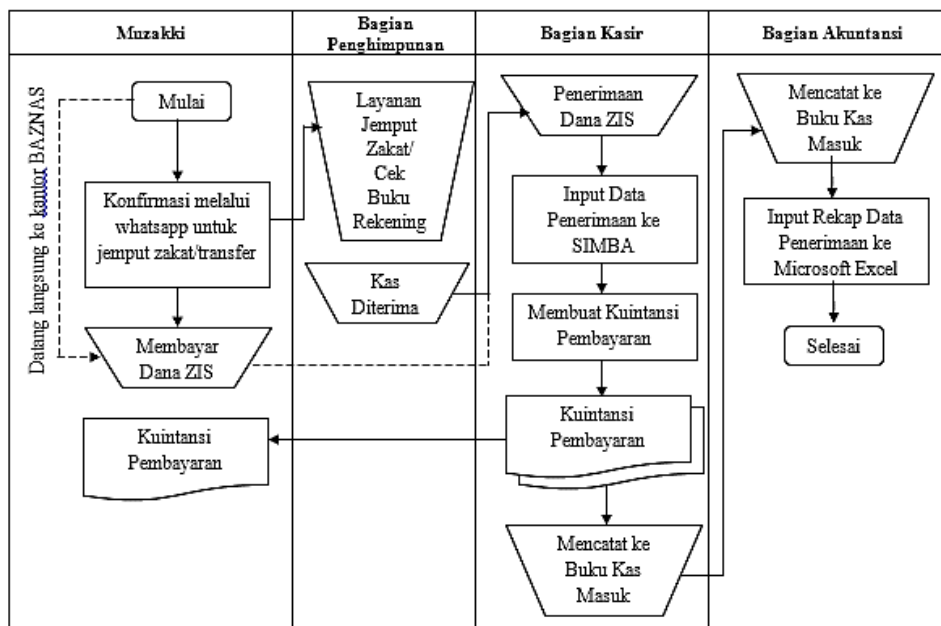 Muzakki
Bagian
Penghimpunan
Bagian Kasir
Bagian Akuntansi
Datang langsung ke kantor BAZNAS
Mulai
Konfirmasi melalui
whatsapp untuk
jemput zakat/transfer
Membayar
Dana ZIS
Kuintansi
Pembayaran
Layanan
Jemput
Zakat/
Cek
Buku
Rekening
Kas
Diterima
Penerimaan
Dana ZIS
Input Data
Penerimaan ke
SIMBA
Membuat Kuintansi
Pembayaran
Kuintansi
Pembayaran
Mencatat ke
Buku Kas
Masuk
Mencatat ke
Buku Kas
Masuk
Input Rekap Data
Penerimaan ke
Microsoft Excel
Selesai